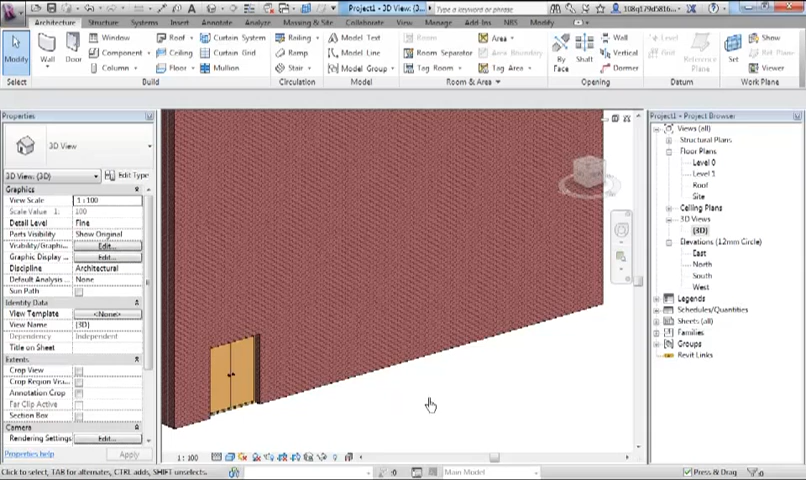 Project1 - 3D View: {3...
Type a keyword or phrase
108q179d5816...
Architecture Structure Systems Insert Annotate Analyze Massing & Site Collaborate View Manage Add-Ins NBS Modify
Modify
Wall
Door
Window
Component
Column
Roof
Ceiling
Floor
Curtain System
Curtain Grid
Mullion
Railing
Ramp
Stair
Model Text
Model Line
Model Group
Room
Room Separator
Tag Room
Area
Area Boundary
Tag Area
By Face
Shaft
Wall
Vertical
Dormer
Level
Grid
Reference Plane
Set
Show
Ref Plane
Viewer
Select Build Circulation Model Room & Area Opening Datum Work Plane
Properties
3D View
3D View: {3D}
Edit Type
Graphics
View Scale 1 : 100
Scale Value 1: 100
Detail Level Fine
Parts Visibility Show Original
Visibility/Graphi... Edit...
Graphic Display ... Edit...
Discipline Architectural
Default Analysis ... None
Sun Path
Identity Data
View Template <None>
View Name {3D}
Dependency Independent
Title on Sheet
Extents
Crop View
Crop Region Vis...
Annotation Crop
Far Clip Active
Section Box
Camera
Rendering Settings Edit...
Properties help
Apply
1 : 100
Project1 - Project Browser
Views (all)
Structural Plans
Floor Plans
Level 0
Level 1
Roof
Site
Ceiling Plans
3D Views
{3D}
Elevations (12mm Circle)
East
North
South
West
Legends
Schedules/Quantities
Sheets (all)
Families
Groups
Revit Links
Click to select, TAB for alternates, CTRL adds, SHIFT unselects.
:0
Main Model
Press & Drag
:0